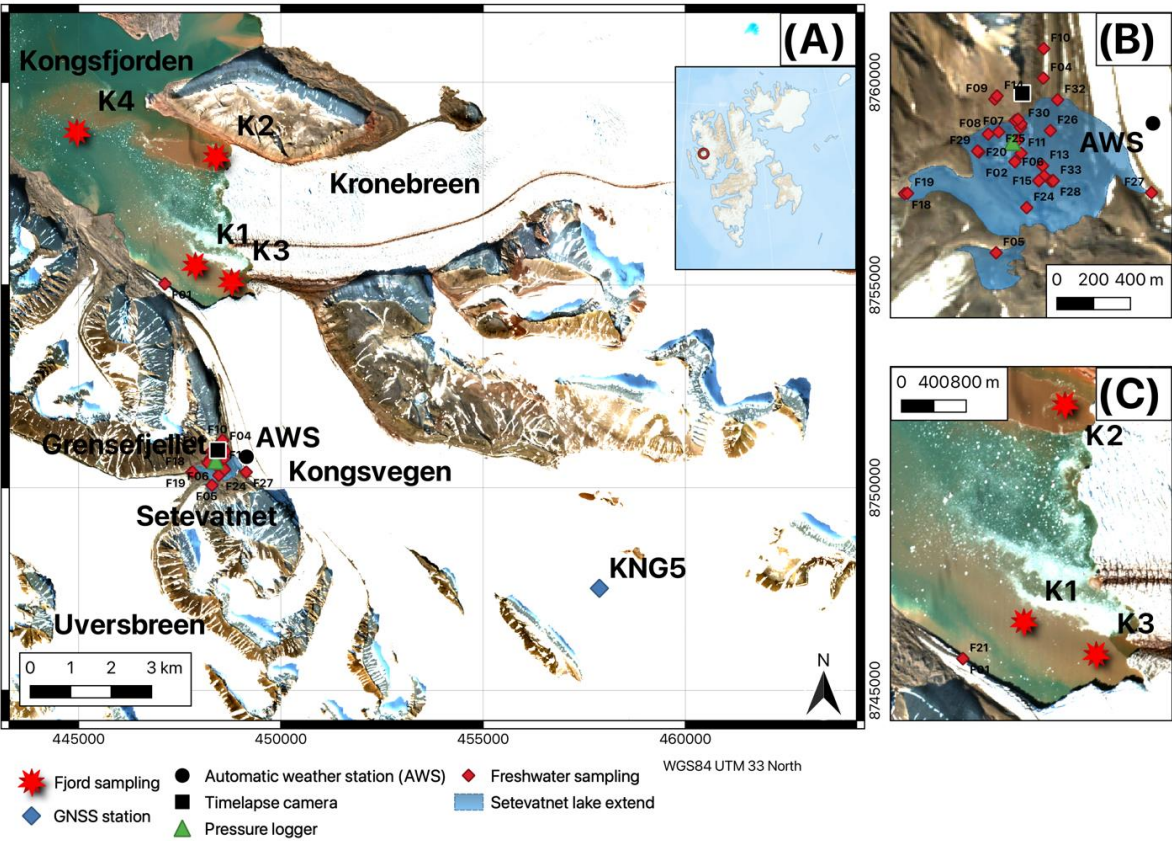 (A)
Kongsfjorden
K4
K2
Kronebreen
K1
K3
F01
Grensefjellet
F10
F04
AWS
F18
F06
F19
F24
F27
F05
Kongsvegen
Setevatnet
KNG5
Uversbreen
0 1 2 3 km
N
445000 450000 455000 460000
8760000
8755000
8750000
8745000
(B)
F10
F04
F09
F14
F32
F30
F08
F07
F26
AWS
F29
F25
F20
F11
F02
F06
F13
F15
F33
F28
F27
F19
F18
F24
F05
0 200 400 m
(C)
0 400 800 m
K2
K1
K3
F21
F01
WGS84 UTM 33 North
Fjord sampling
GNSS station
Automatic weather station (AWS)
Timelapse camera
Pressure logger
Freshwater sampling
Setevatnet lake extend